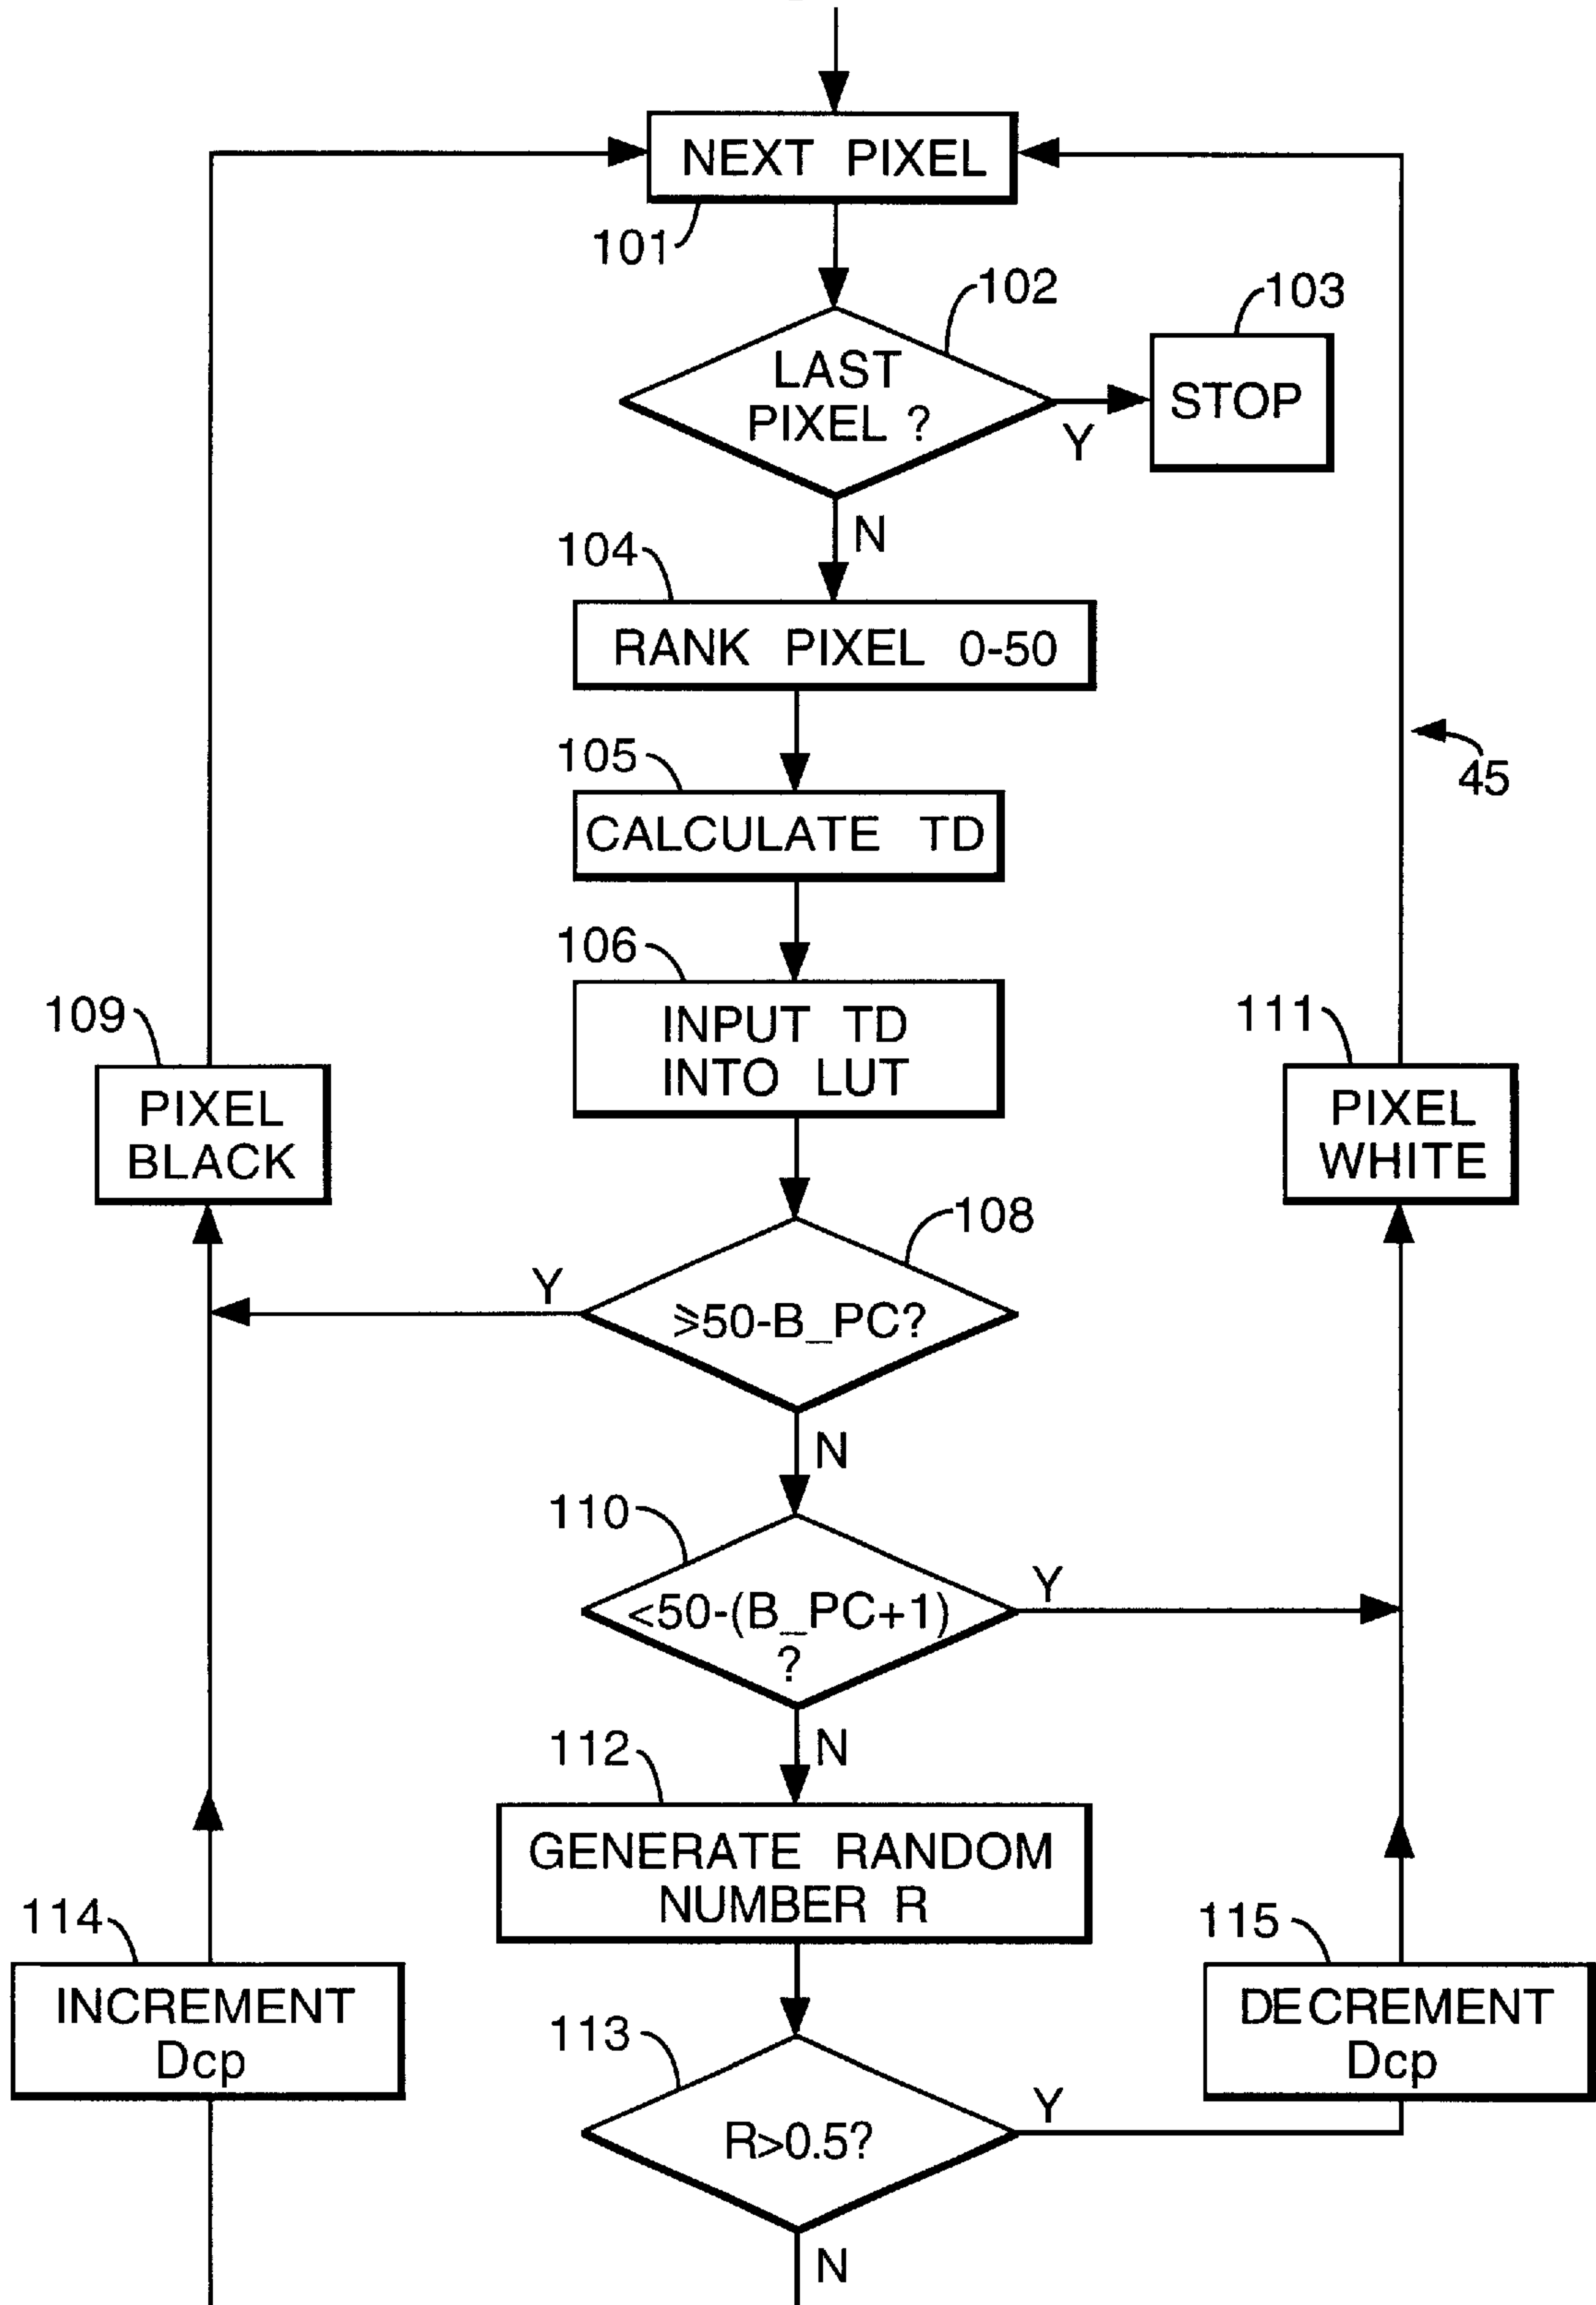 NEXT PIXEL
101
102
103
LAST
PIXEL ?
STOP
Y
N
104
RANK PIXEL 0-50
105
CALCULATE TD
45
106
INPUT TD
INTO LUT
109
PIXEL
BLACK
111
PIXEL
WHITE
108
Y
⩾50-B_PC?
N
110
<50-(B_PC+1)
?
Y
N
112
GENERATE RANDOM
NUMBER R
114
INCREMENT
Dcp
115
DECREMENT
Dcp
113
R>0.5?
Y
N